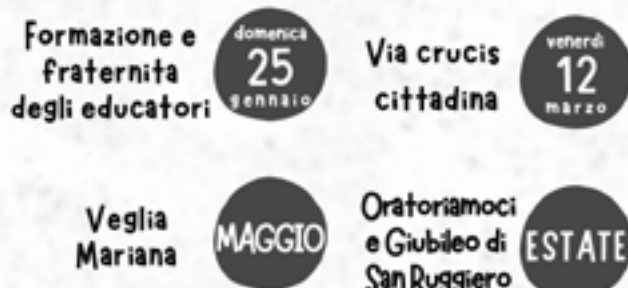 Formazione e
fraternita
degli educatori
domenica
25
gennaio
Via crucis
cittadina
venerdi
12
marzo
Veglia
Mariana
MAGGIO
Oratoriamoci
e Giubileo di
San Ruggiero
ESTATE